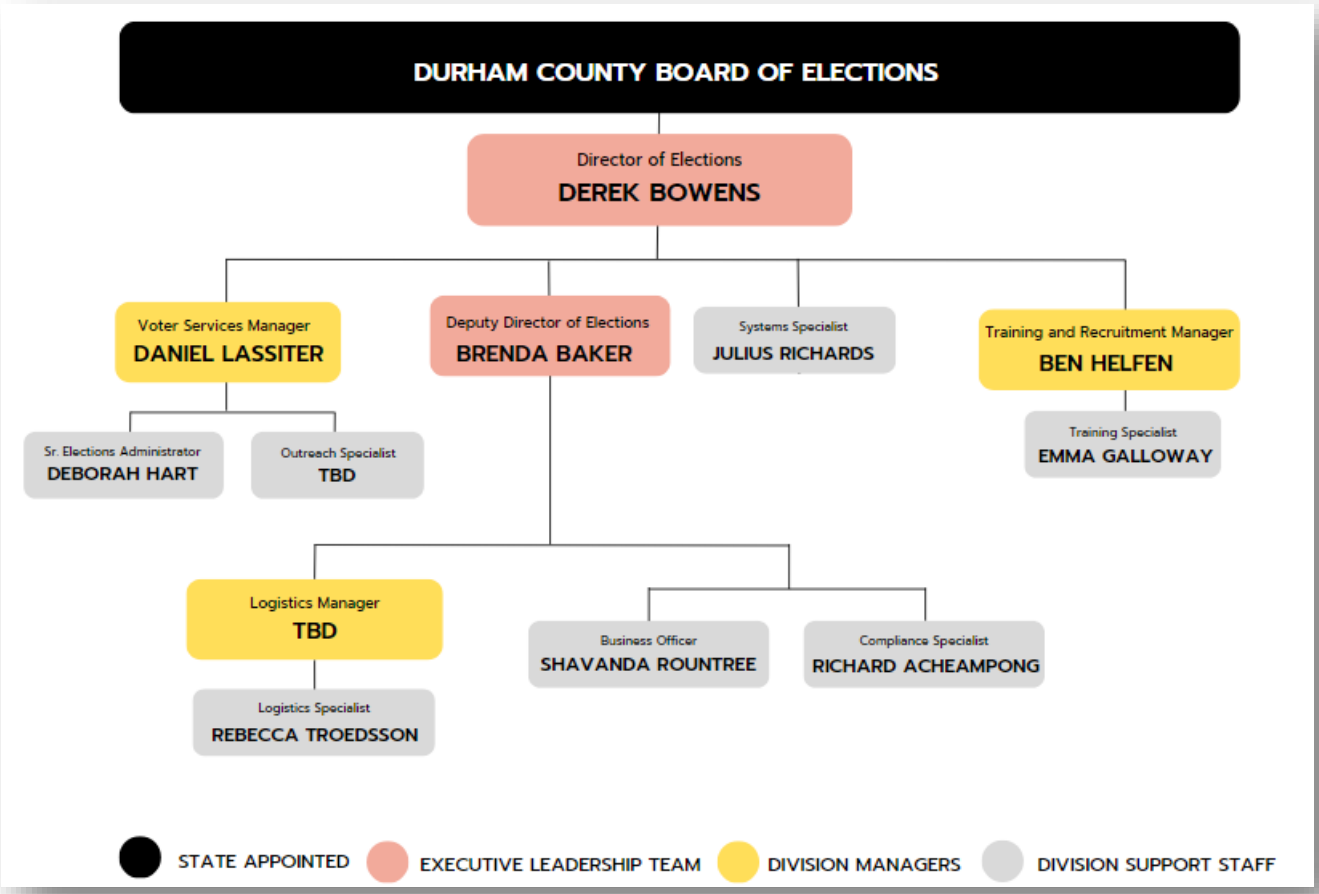 DURHAM COUNTY BOARD OF ELECTIONS
Director of Elections
DEREK BOWENS
Voter Services Manager
DANIEL LASSITER
Deputy Director of Elections
BRENDA BAKER
Systems Specialist
JULIUS RICHARDS
Training and Recruitment Manager
BEN HELFEN
Sr. Elections Administrator
DEBORAH HART
Outreach Specialist
TBD
Training Specialist
EMMA GALLOWAY
Logistics Manager
TBD
Business Officer
SHAVANDA ROUNTREE
Compliance Specialist
RICHARD ACHEAMPONG
Logistics Specialist
REBECCA TROEDSSON
STATE APPOINTED
EXECUTIVE LEADERSHIP TEAM
DIVISION MANAGERS
DIVISION SUPPORT STAFF